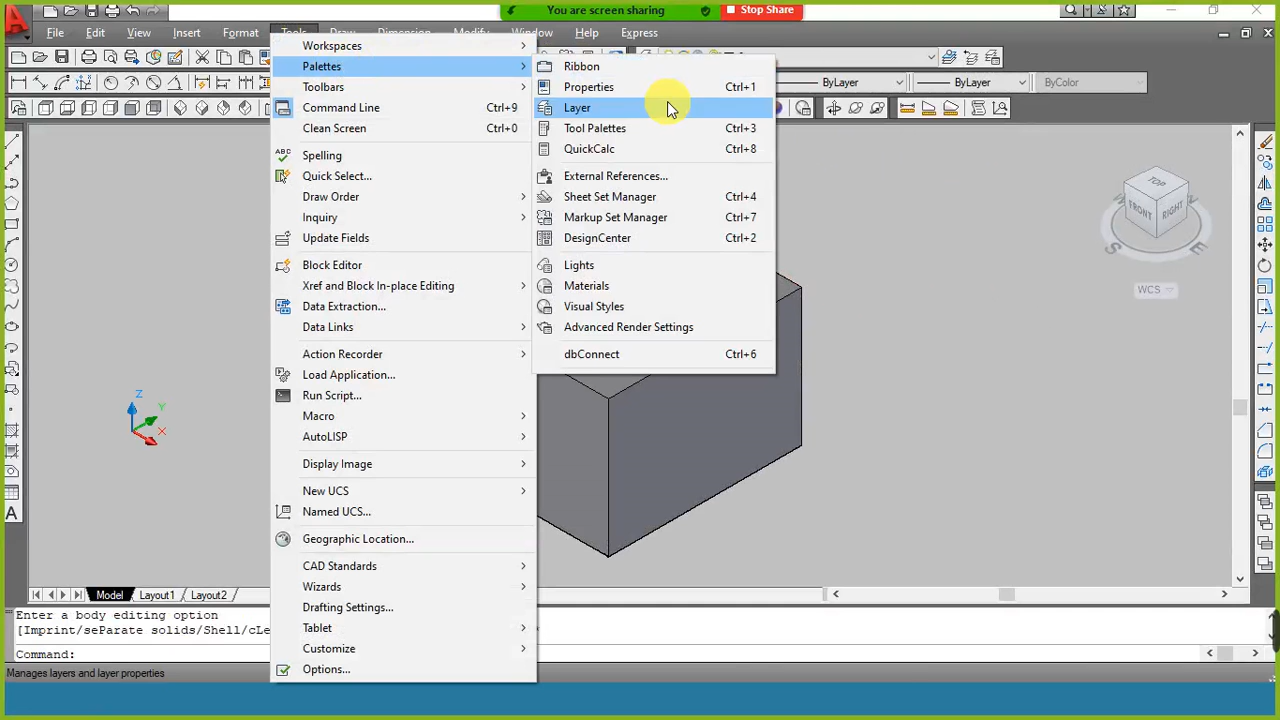 You are screen sharing
Stop Share
File Edit View Insert Format Tools Draw Dimension Modify Window Help Express
ByLayer ByLayer ByColor
Workspaces
Palettes
Toolbars
Command Line Ctrl+9
Clean Screen Ctrl+0
Spelling
Quick Select...
Draw Order
Inquiry
Update Fields
Block Editor
Xref and Block In-place Editing
Data Extraction...
Data Links
Action Recorder
Load Application...
Run Script...
Macro
AutoLISP
Display Image
New UCS
Named UCS...
Geographic Location...
CAD Standards
Wizards
Drafting Settings...
Tablet
Customize
Options...
Ribbon
Properties Ctrl+1
Layer
Tool Palettes Ctrl+3
QuickCalc Ctrl+8
External References...
Sheet Set Manager Ctrl+4
Markup Set Manager Ctrl+7
DesignCenter Ctrl+2
Lights
Materials
Visual Styles
Advanced Render Settings
dbConnect Ctrl+6
TOP
FRONT RIGHT
S E
WCS
Z
Y
X
ABC
A
Model Layout1 Layout2
Enter a body editing option
[Imprint/seParate solids/Shell/cLe
Command:
Manages layers and layer properties